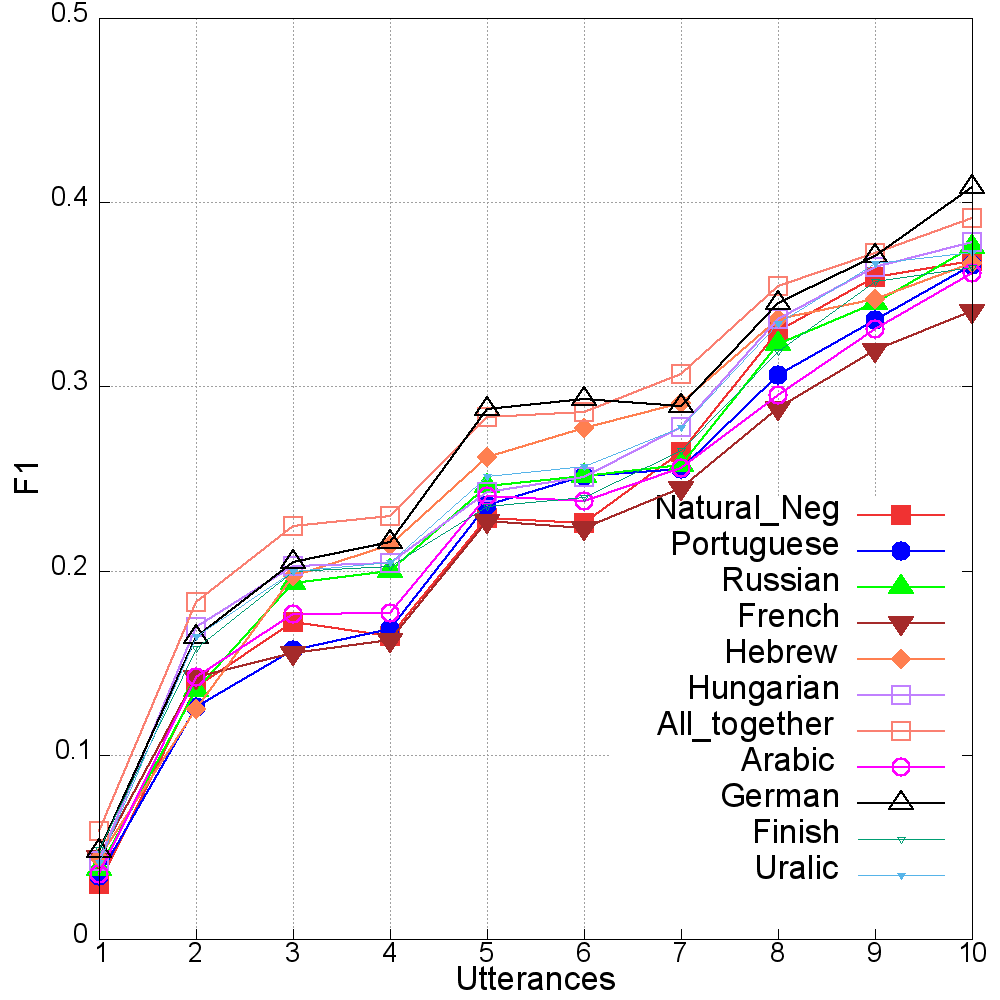 0.5
0.4
0.3
0.2
0.1
0
F1
Natural_Neg
Portuguese
Russian
French
Hebrew
Hungarian
All_together
Arabic
German
Finish
Uralic
1 2 3 4 5 6 7 8 9 10
Utterances